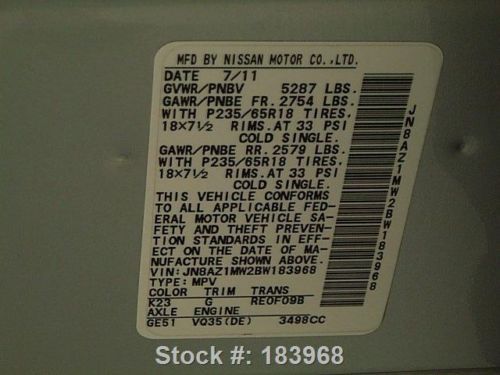 MFD BY NISSAN MOTOR CO.,LTD.
DATE 7/11
GVWR/PNBV 5287 LBS.
GAWR/PNBE FR. 2754 LBS.
WITH P235/65R18 TIRES.
18×7½ RIMS.AT 33 PSI
COLD SINGLE.
GAWR/PNBE RR. 2579 LBS.
WITH P235/65R18 TIRES.
18×7½ RIMS.AT 33 PSI
COLD SINGLE.
THIS VEHICLE CONFORMS
TO ALL APPLICABLE FED-
ERAL MOTOR VEHICLE SA-
FETY AND THEFT PREVEN-
TION STANDARDS IN EFF-
ECT ON THE DATE OF MA-
NUFACTURE SHOWN ABOVE.
VIN:JN8AZ1MW2BW183968
TYPE:MPV
COLOR TRIM TRANS
K23 G RE0F09B
AXLE ENGINE
GE51 VQ35(DE) 3498CC
JN8AZ1MW2BW183968
Stock #: 183968